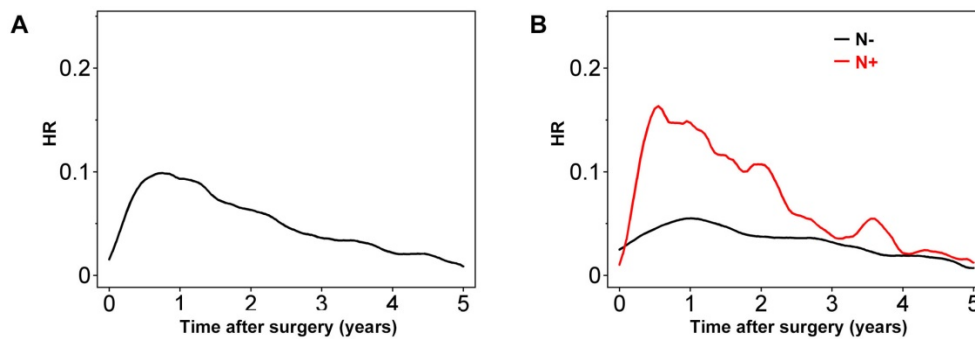 A
HR
0.2
0.1
0
0 1 2 3 4 5
Time after surgery (years)
B
HR
0.2
0.1
0
N-
N+
0 1 2 3 4 5
Time after surgery (years)